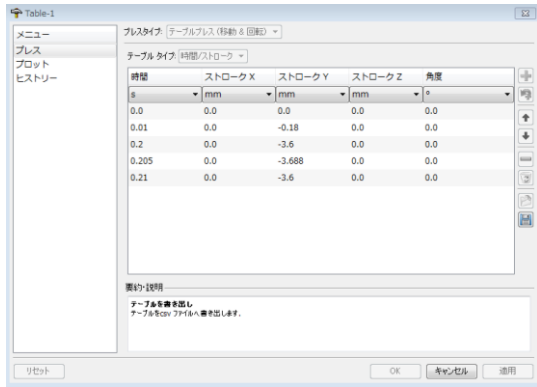 Table-1
メニュー
プレス
プロット
ヒストリー
プレスタイプ: テーブルプレス (移動 & 回転)
テーブル タイプ: 時間/ストローク
時間 ストローク X ストローク Y ストローク Z 角度
s mm mm mm °
0.0 0.0 0.0 0.0 0.0
0.01 0.0 -0.18 0.0 0.0
0.2 0.0 -3.6 0.0 0.0
0.205 0.0 -3.688 0.0 0.0
0.21 0.0 -3.6 0.0 0.0
要約・説明
テーブルを書き出し
テーブルをcsv ファイルへ書き出します.
リセット OK キャンセル 適用